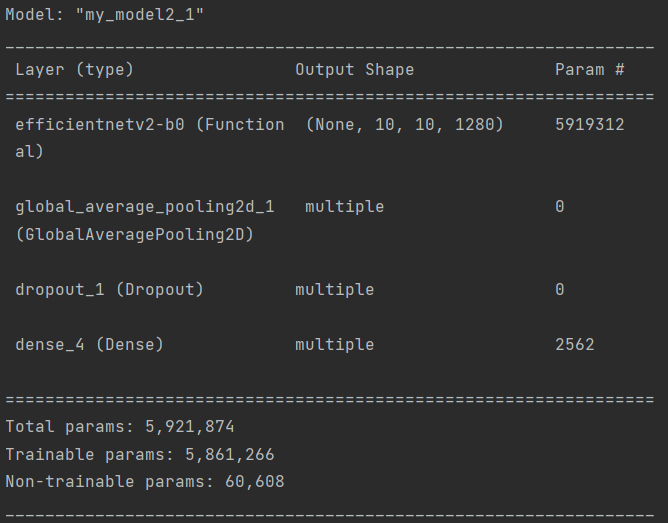 Model: "my_model2_1"
_________________________________________________________________
 Layer (type)                Output Shape              Param #
=================================================================
 efficientnetv2-b0 (Function  (None, 10, 10, 1280)     5919312
 al)
 global_average_pooling2d_1   multiple                 0
 (GlobalAveragePooling2D)
 dropout_1 (Dropout)         multiple                  0
 dense_4 (Dense)             multiple                  2562
=================================================================
Total params: 5,921,874
Trainable params: 5,861,266
Non-trainable params: 60,608
_________________________________________________________________